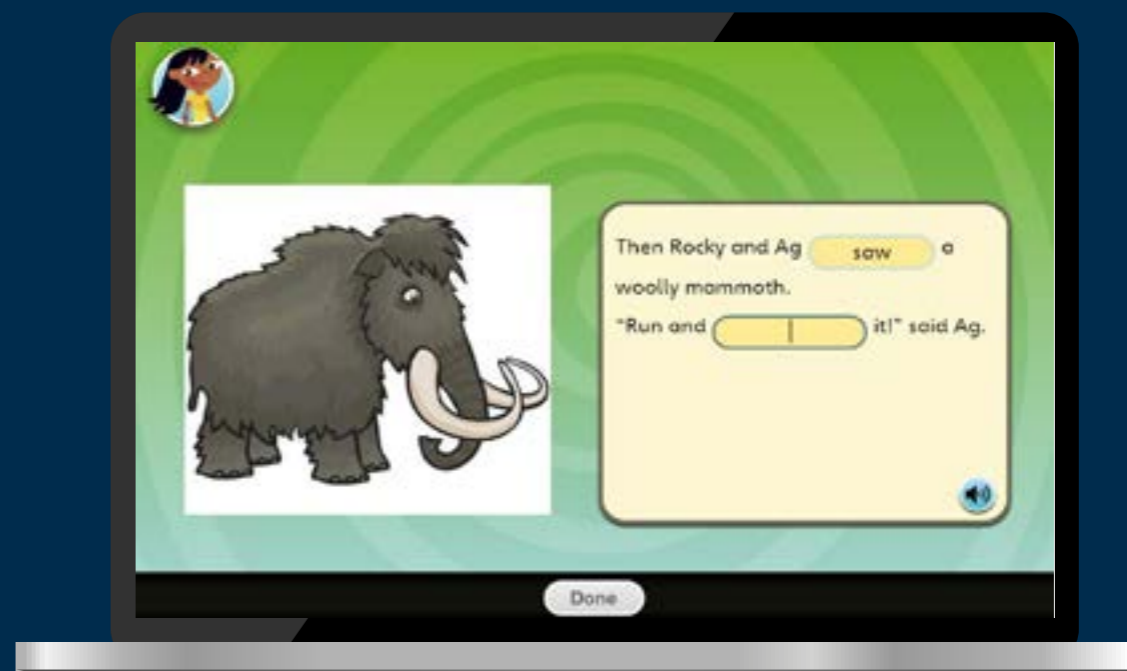 Then Rocky and Ag saw a
woolly mammoth.
"Run and it!" said Ag.
Done